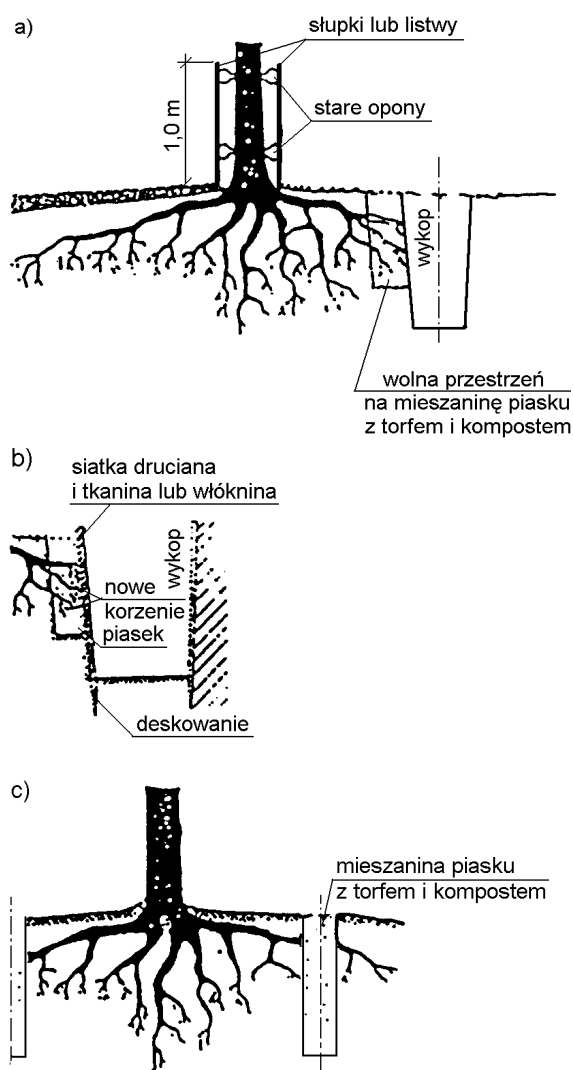 a)
słupki lub listwy
stare opony
1,0 m
wykop
wolna przestrzeń
na mieszaninę piasku
z torfem i kompostem
b)
siatka druciana
i tkanina lub włóknina
wykop
nowe
korzenie
piasek
deskowanie
c)
mieszanina piasku
z torfem i kompostem